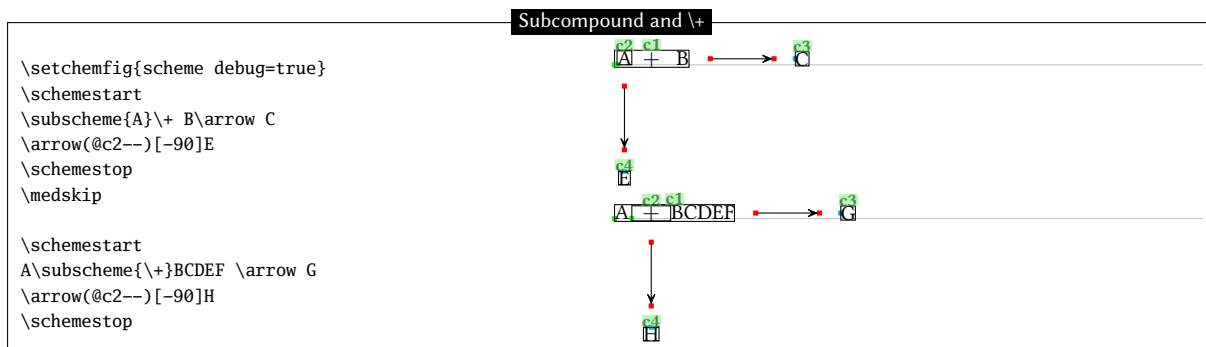 Subcompound and \+
\setchemfig{scheme debug=true}
\schemestart
\subscheme{A}\+ B\arrow C
\arrow(@c2--)[-90]E
\schemestop
\medskip
\schemestart
A\subscheme{\+}BCDEF \arrow G
\arrow(@c2--)[-90]H
\schemestop
c2 c1 c3
A + B C
c4
E
c2 c1 c3
A + BCDEF G
c4
H